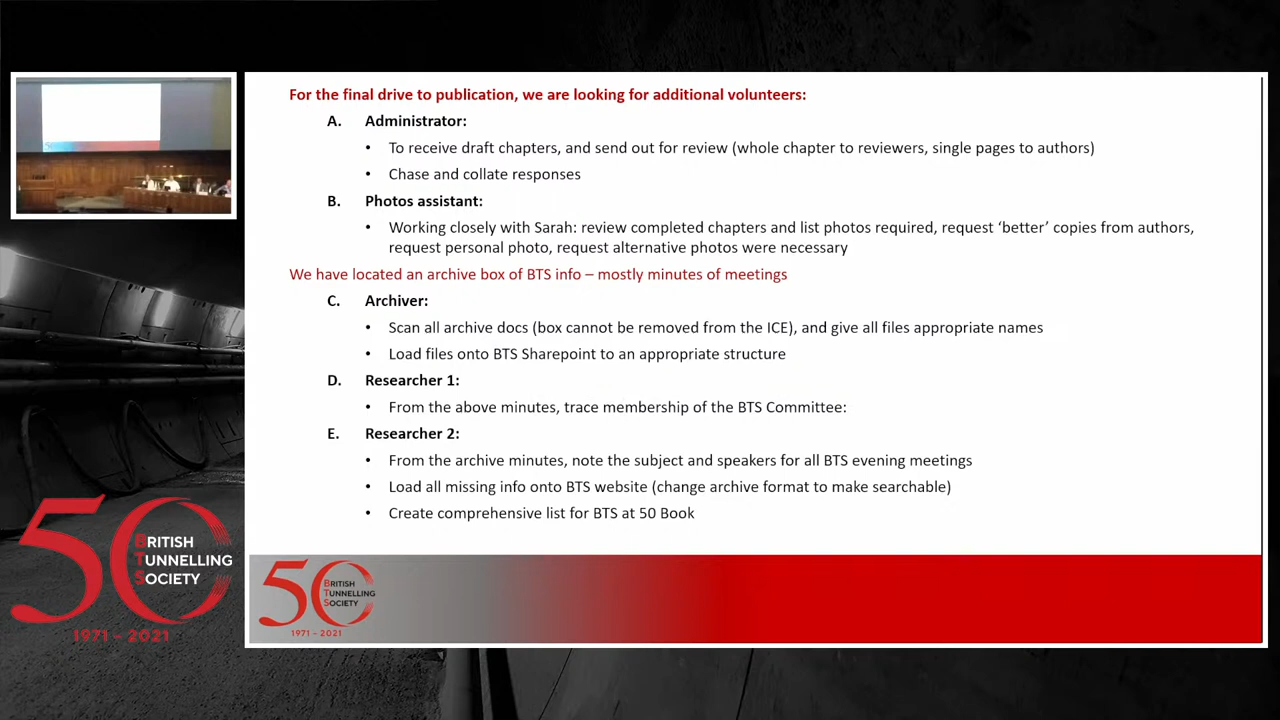 For the final drive to publication, we are looking for additional volunteers:
A. Administrator:
• To receive draft chapters, and send out for review (whole chapter to reviewers, single pages to authors)
• Chase and collate responses
B. Photos assistant:
• Working closely with Sarah: review completed chapters and list photos required, request ‘better’ copies from authors,
request personal photo, request alternative photos were necessary
We have located an archive box of BTS info – mostly minutes of meetings
C. Archiver:
• Scan all archive docs (box cannot be removed from the ICE), and give all files appropriate names
• Load files onto BTS Sharepoint to an appropriate structure
D. Researcher 1:
• From the above minutes, trace membership of the BTS Committee:
E. Researcher 2:
• From the archive minutes, note the subject and speakers for all BTS evening meetings
• Load all missing info onto BTS website (change archive format to make searchable)
• Create comprehensive list for BTS at 50 Book
50
BRITISH
TUNNELLING
SOCIETY
1971 – 2021
50
BRITISH
TUNNELLING
SOCIETY
1971 – 2021